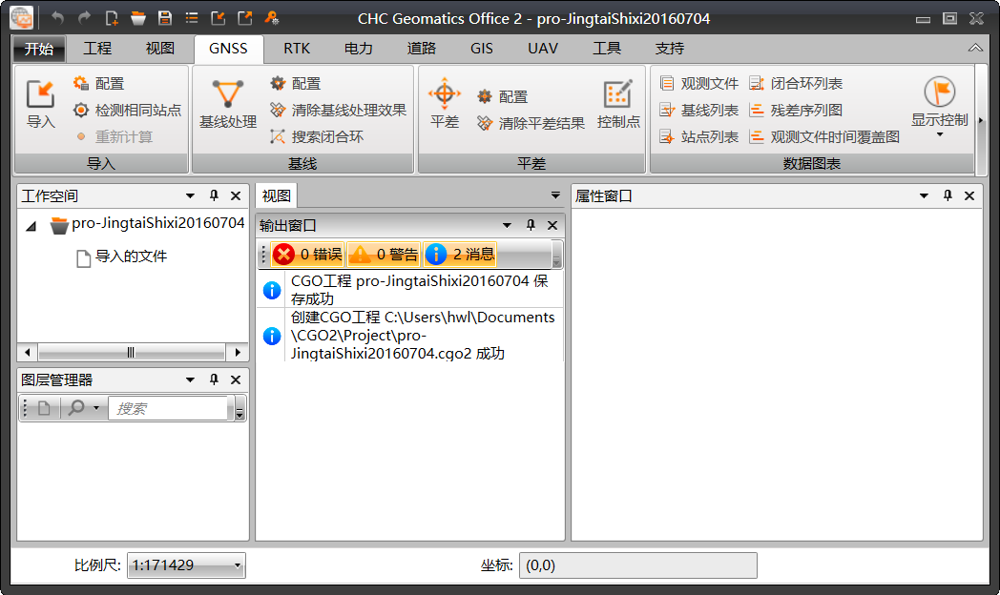 CHC Geomatics Office 2 - pro-JingtaiShixi20160704
开始 工程 视图 GNSS RTK 电力 道路 GIS UAV 工具 支持
导入
配置
检测相同站点
重新计算
导入
基线处理
配置
清除基线处理效果
搜索闭合环
基线
平差
配置
清除平差结果
控制点
平差
观测文件 闭合环列表
基线列表 残差序列图
站点列表 观测文件时间覆盖图
显示控制
数据图表
工作空间
pro-JingtaiShixi20160704
导入的文件
图层管理器
搜索
视图
输出窗口
0 错误 0 警告 2 消息
CGO工程 pro-JingtaiShixi20160704 保
存成功
创建CGO工程 C:\Users\hwl\Documents
\CGO2\Project\pro-
JingtaiShixi20160704.cgo2 成功
属性窗口
比例尺: 1:171429 坐标: (0,0)